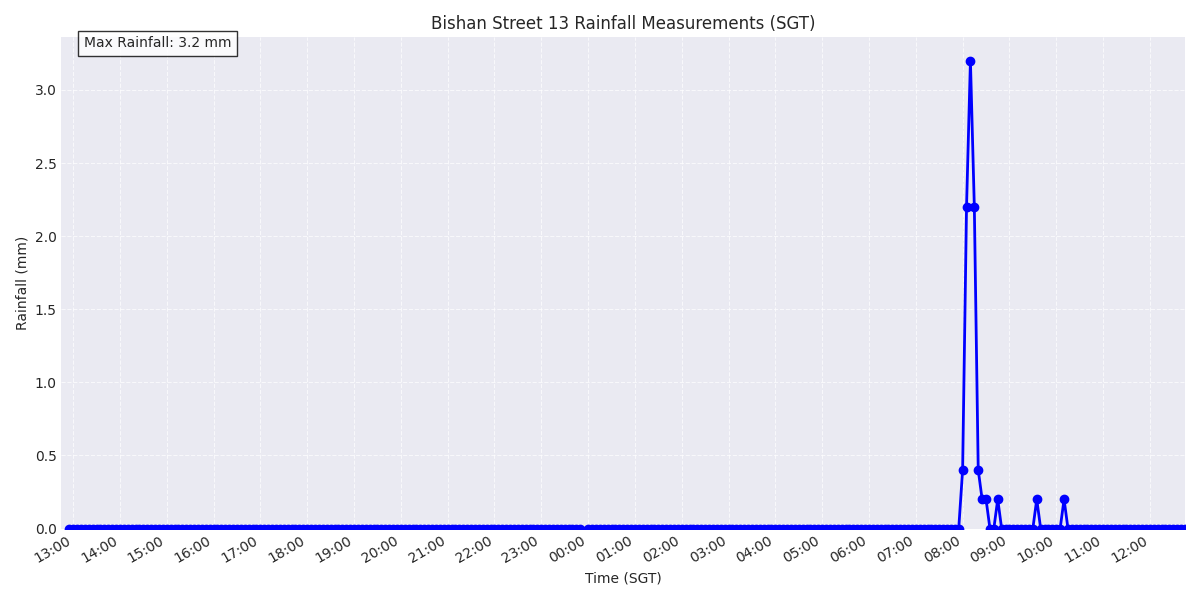 Bishan Street 13 Rainfall Measurements (SGT)
Max Rainfall: 3.2 mm
Rainfall (mm)
3.0
2.5
2.0
1.5
1.0
0.5
0.0
13:00 14:00 15:00 16:00 17:00 18:00 19:00 20:00 21:00 22:00 23:00 00:00 01:00 02:00 03:00 04:00 05:00 06:00 07:00 08:00 09:00 10:00 11:00 12:00
Time (SGT)